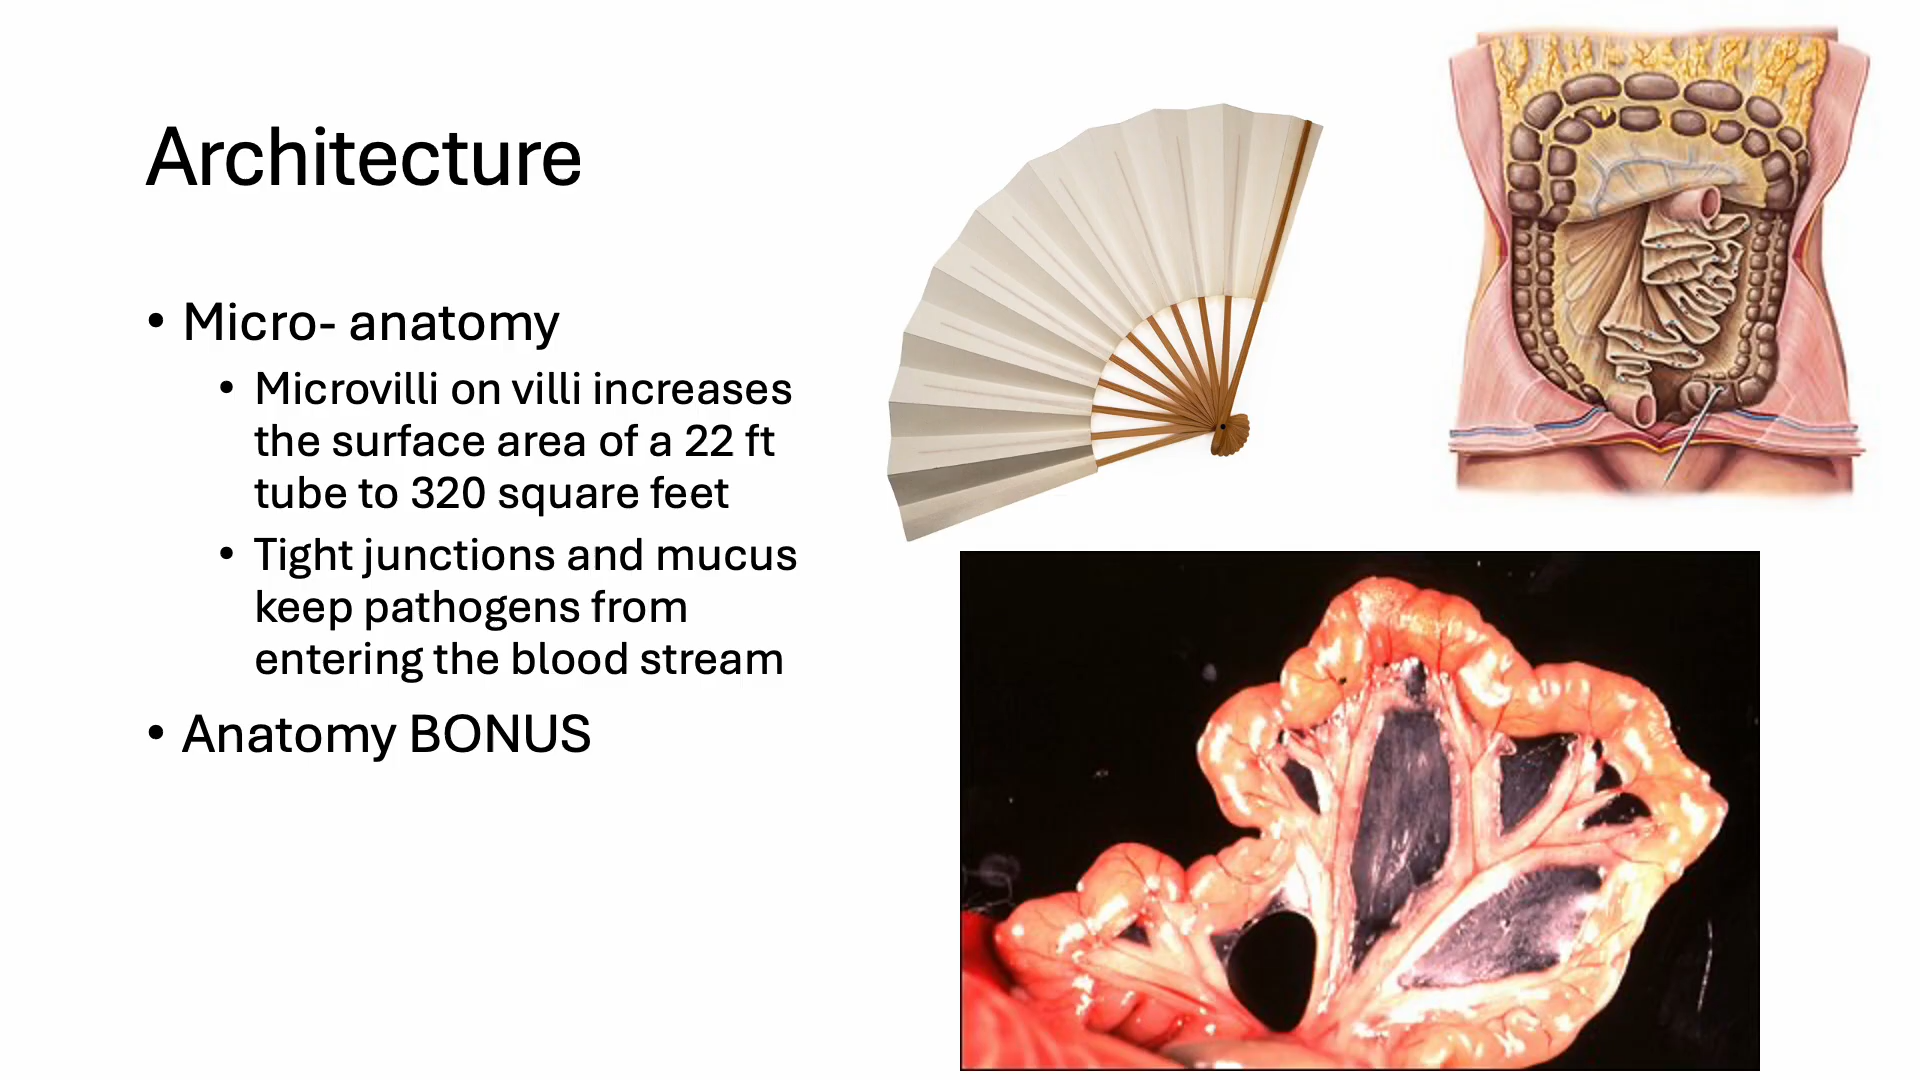 Architecture
• Micro- anatomy
• Microvilli on villi increases
the surface area of a 22 ft
tube to 320 square feet
• Tight junctions and mucus
keep pathogens from
entering the blood stream
• Anatomy BONUS